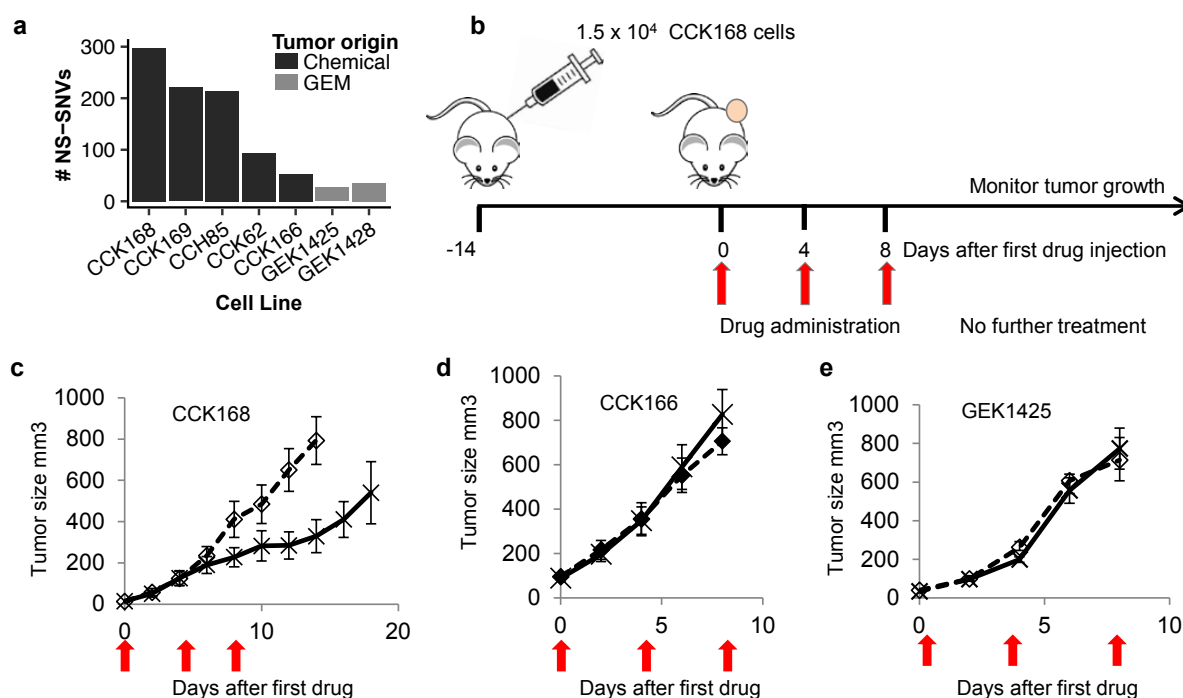 a
Tumor origin
Chemical
GEM
# NS–SNVs
300
200
100
0
CCK168
CCK169
CCH85
CCK62
CCK166
GEK1425
GEK1428
Cell Line
b
1.5 x 10⁴ CCK168 cells
Monitor tumor growth
-14
0
4
8
Days after first drug injection
Drug administration
No further treatment
c
CCK168
Tumor size mm3
1000
800
600
400
200
0
0
10
20
Days after first drug
d
CCK166
Tumor size mm3
1000
800
600
400
200
0
0
5
10
Days after first drug
e
GEK1425
Tumor size mm3
1000
800
600
400
200
0
0
5
10
Days after first drug